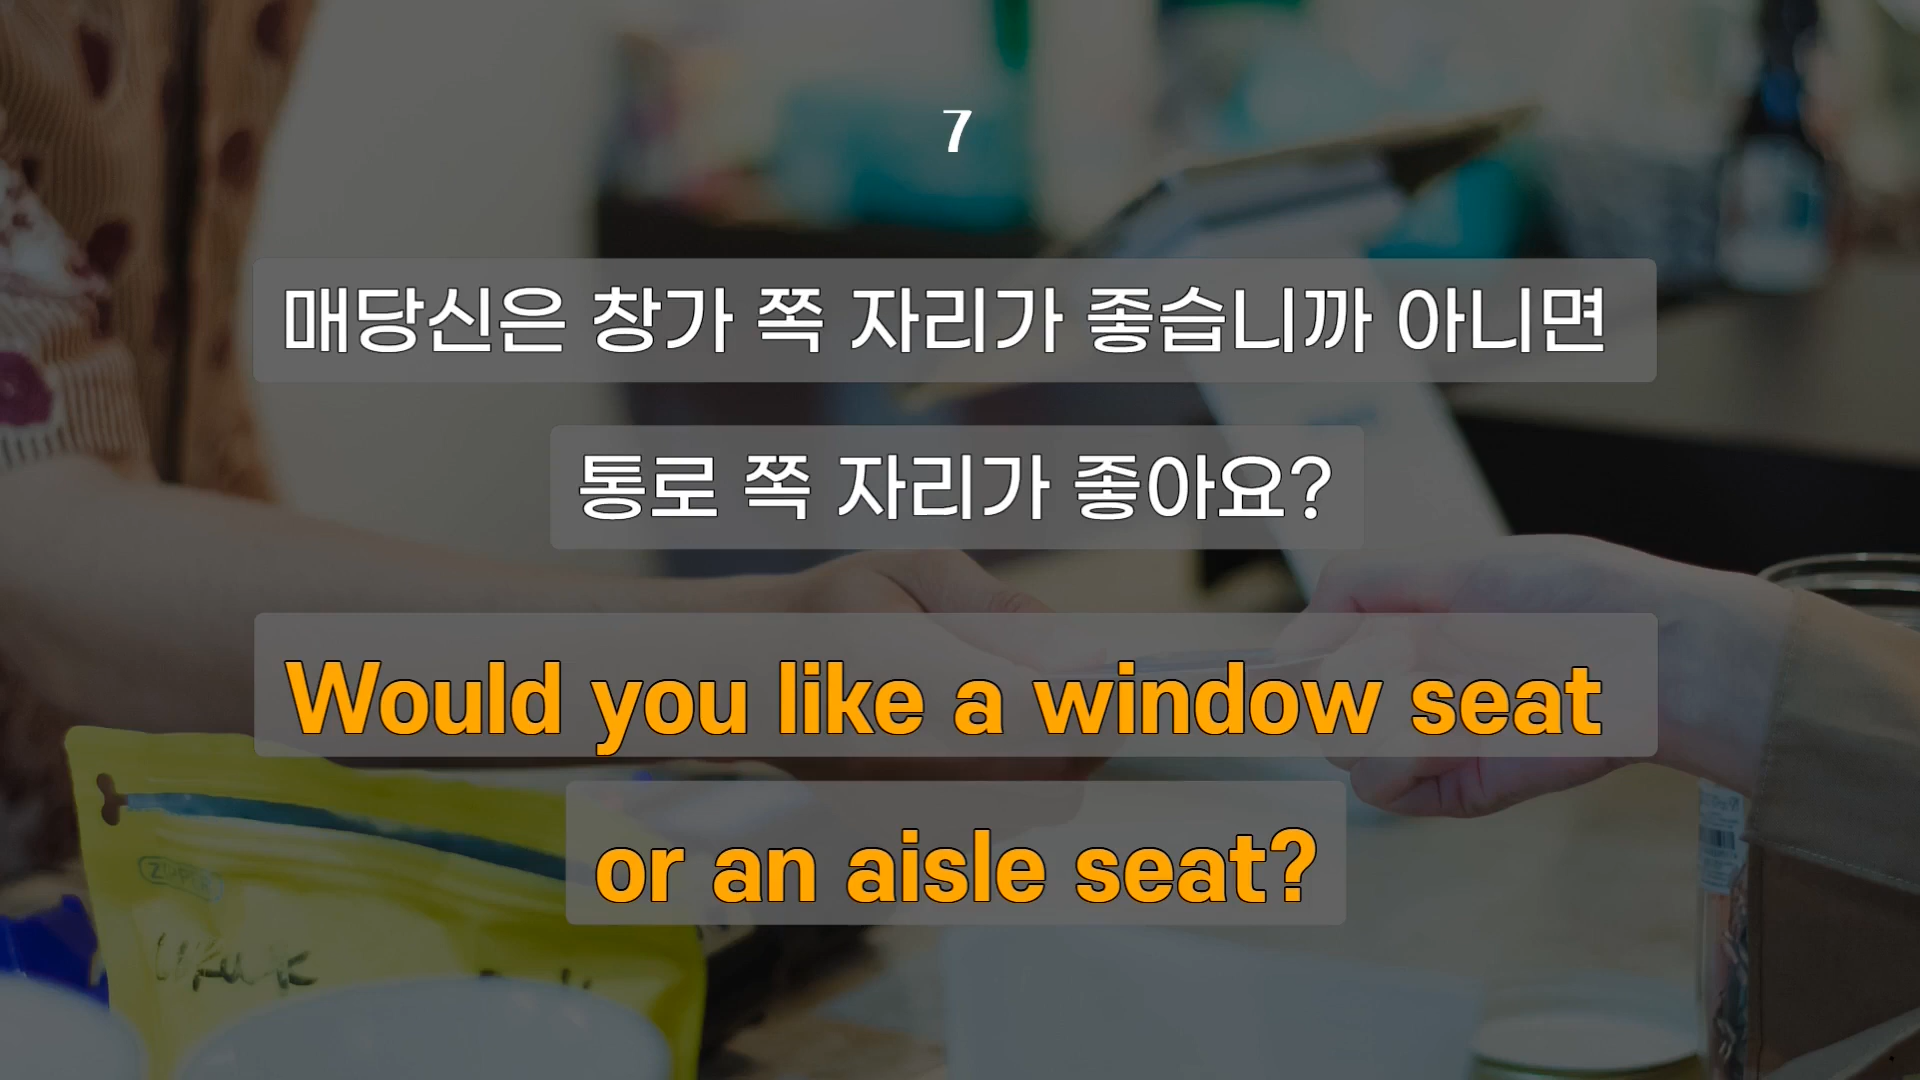 7
매당신은 창가 쪽 자리가 좋습니까 아니면
통로 쪽 자리가 좋아요?
Would you like a window seat
or an aisle seat?
ZIPPER